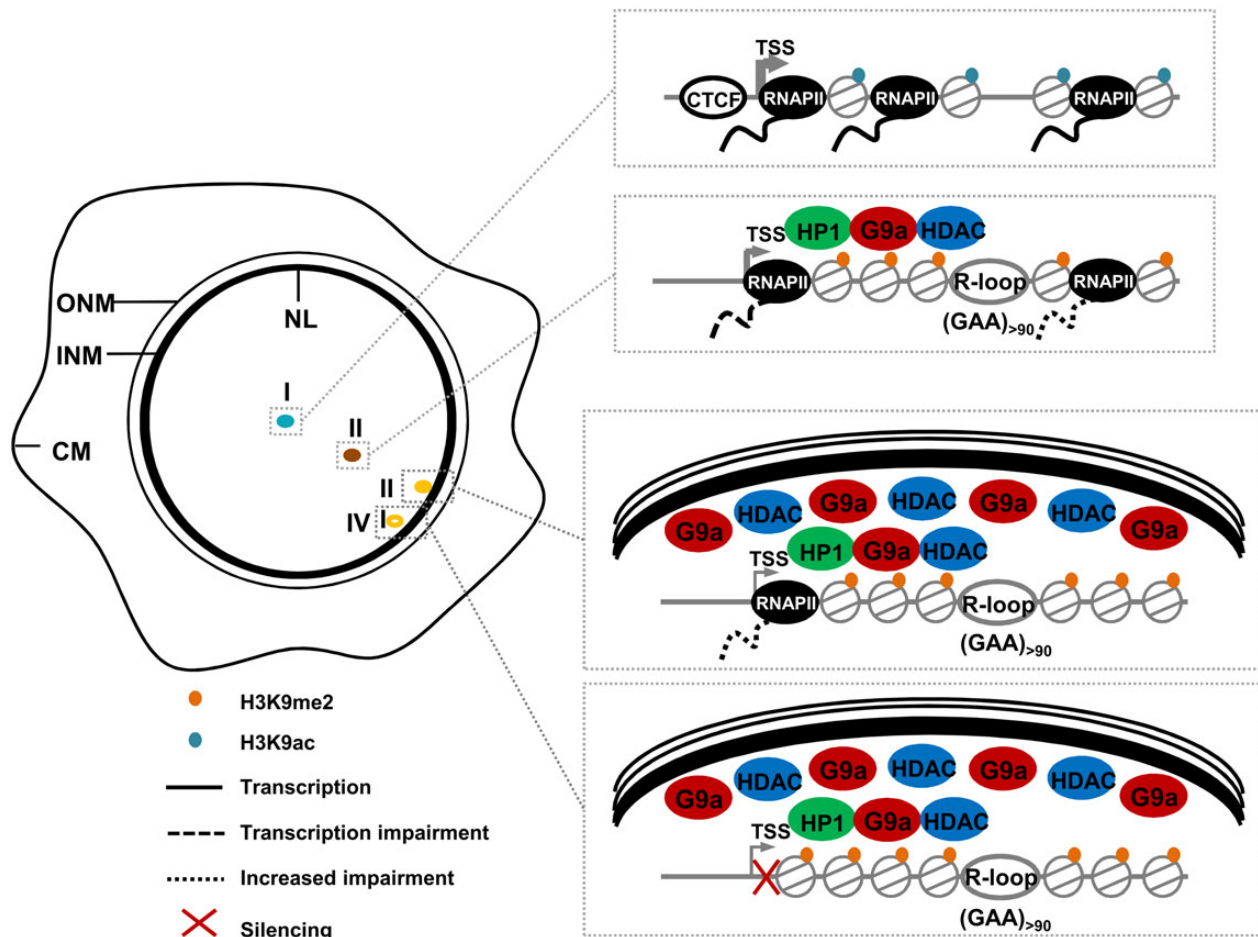 TSS
CTCF RNAPII RNAPII RNAPII
HP1 G9a HDAC
TSS
RNAPII R-loop RNAPII
(GAA)>90
ONM
NL
INM
I
CM
II
II
IV I
G9a HDAC G9a HDAC G9a HDAC G9a
HP1 G9a HDAC
TSS
RNAPII R-loop
(GAA)>90
G9a HDAC G9a HDAC G9a HDAC G9a
HP1 G9a HDAC
TSS
R-loop
(GAA)>90
H3K9me2
H3K9ac
Transcription
Transcription impairment
Increased impairment
Silencing